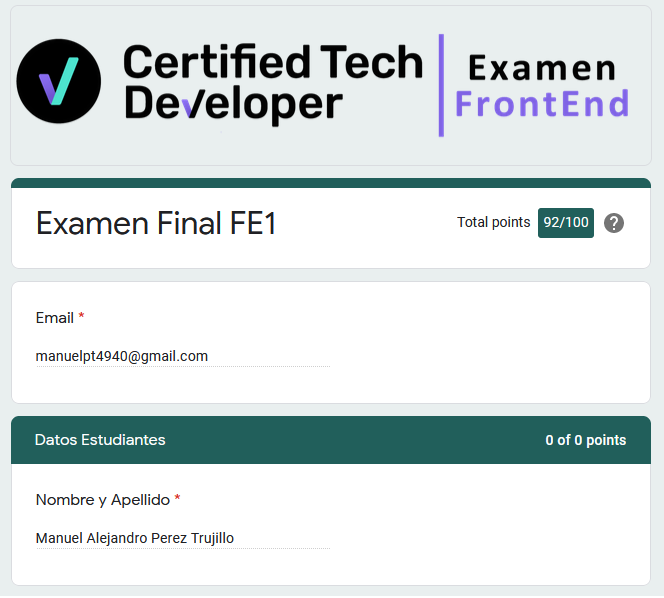 Certified Tech
Developer
Examen
FrontEnd
Examen Final FE1
Total points 92/100 ?
Email *
manuelpt4940@gmail.com
Datos Estudiantes 0 of 0 points
Nombre y Apellido *
Manuel Alejandro Perez Trujillo